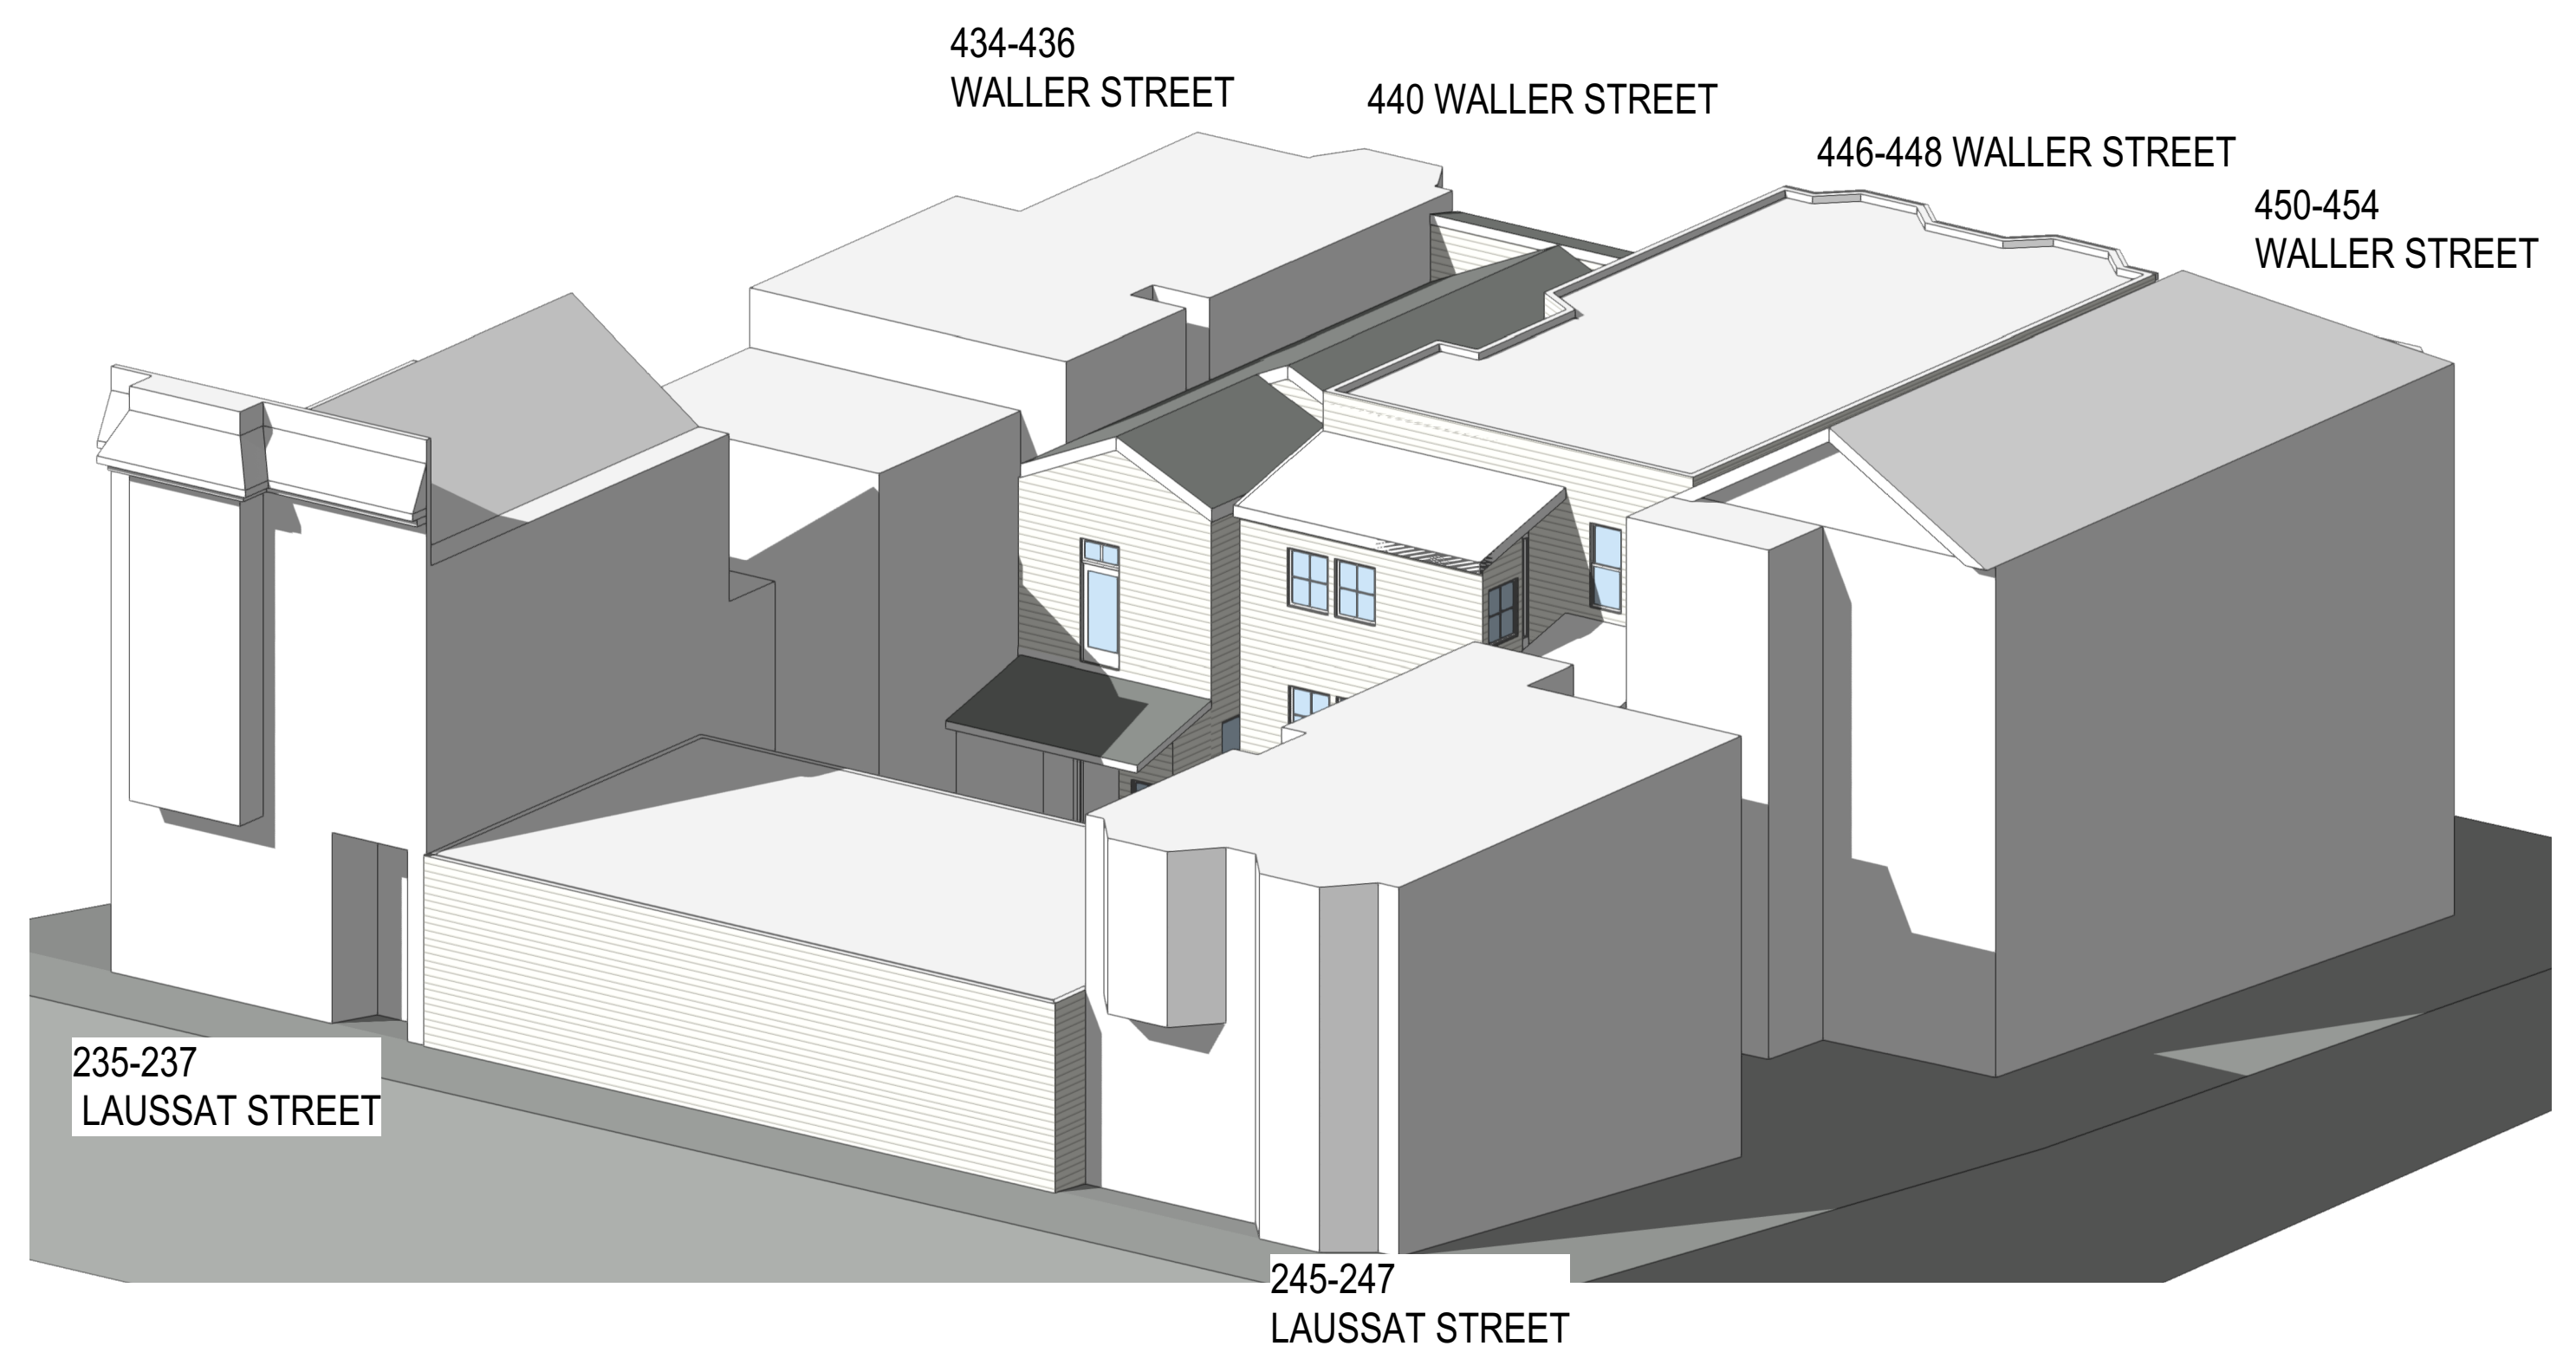 434-436
WALLER STREET
440 WALLER STREET
446-448 WALLER STREET
450-454
WALLER STREET
235-237
LAUSSAT STREET
245-247
LAUSSAT STREET